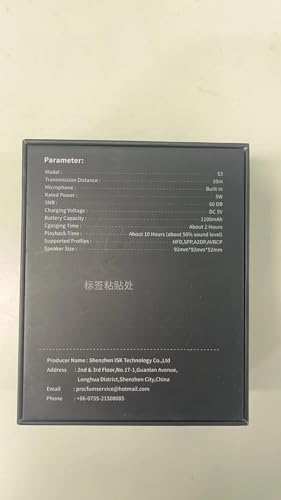 Parameter:
Model : S3
Transmission Distance : 10m
Microphone : Built in
Rated Power : 5W
SNR : 60 DB
Charging Voltage : DC 5V
Battery Capacity : 1100mAh
Cgarging Time : About 2 Hours
Playback Time : About 10 Hours (about 50% sound level)
Supported Profiles : HFD,SPP,A2DP,AVRCP
Speaker Size : 92mm*92mm*52mm
标签粘贴处
Producer Name : Shenzhen ISK Technology Co.,Ltd
Address : 2nd & 3rd Floor,No.17-1,Guanlan Avenue,
Longhua District,Shenzhen City,China
Email : prscfumservice@hotmail.com
Phone : +86-0755-21508085